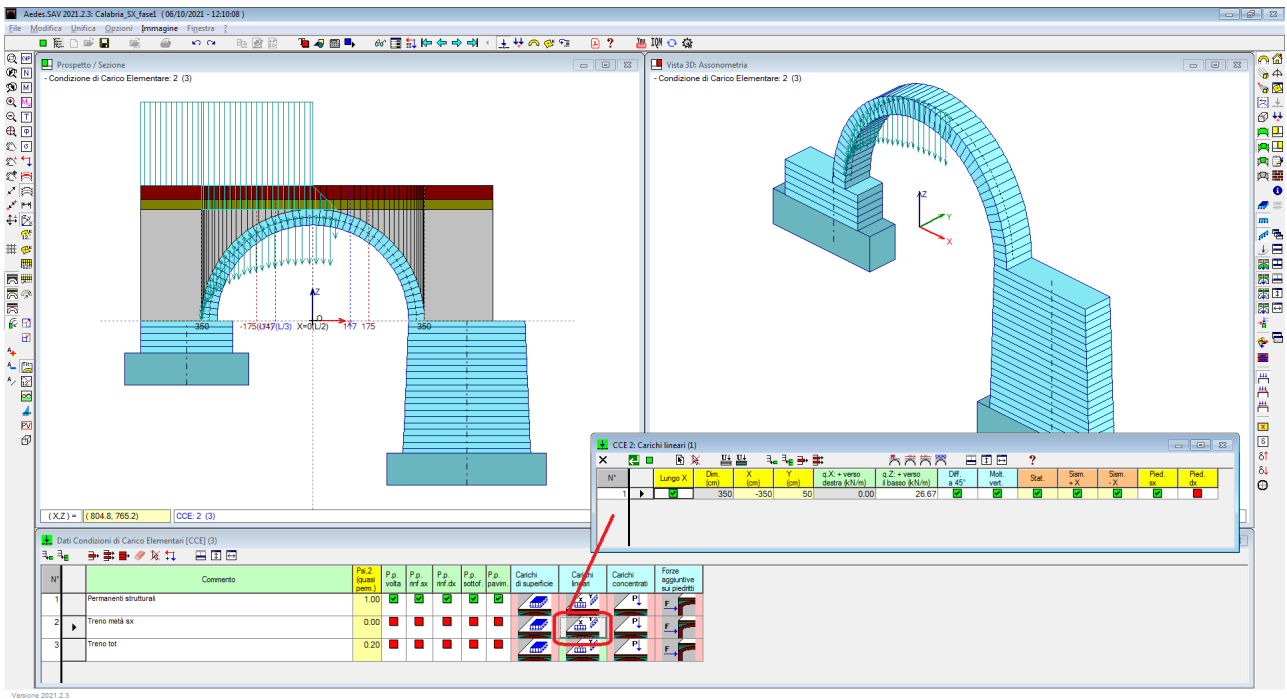 Aedes.SAV 2021.2.3: Calabria_SX_fase1 ( 06/10/2021 - 12:10:08 )
File Modifica Unifica Opzioni Immagine Finestra ?
Prospetto / Sezione
- Condizione di Carico Elementare: 2 (3)
Z
O
350 X=0(L/2) 175 350
(X,Z) = ( 804.8, 765.2) CCE: 2 (3)
Vista 3D: Assonometria
- Condizione di Carico Elementare: 2 (3)
Z
Y
X
CCE 2: Carichi lineari (1)
N° Lungo X Dim. (cm) X (cm) Y (cm) q.X: + verso destra (kN/m) q.Z: + verso il basso (kN/m) Diff. a 45° Molt. vert. Stat. Sism. + X Sism. - X Pied. sx Pied. dx
1 350 -350 50 0.00 26.67
Dati Condizioni di Carico Elementari [CCE] (3)
N° Commento Psi,2 (quasi perm.) P.p. volta P.p. rinf.sx P.p. rinf.dx P.p. sottof. P.p. pavim. Carichi di superficie Carichi lineari Carichi concentrati Forze aggiuntive sui piedritti
1 Permanenti strutturali 1.00
2 Treno metà sx 0.00
3 Treno tot 0.20
Versione 2021.2.3